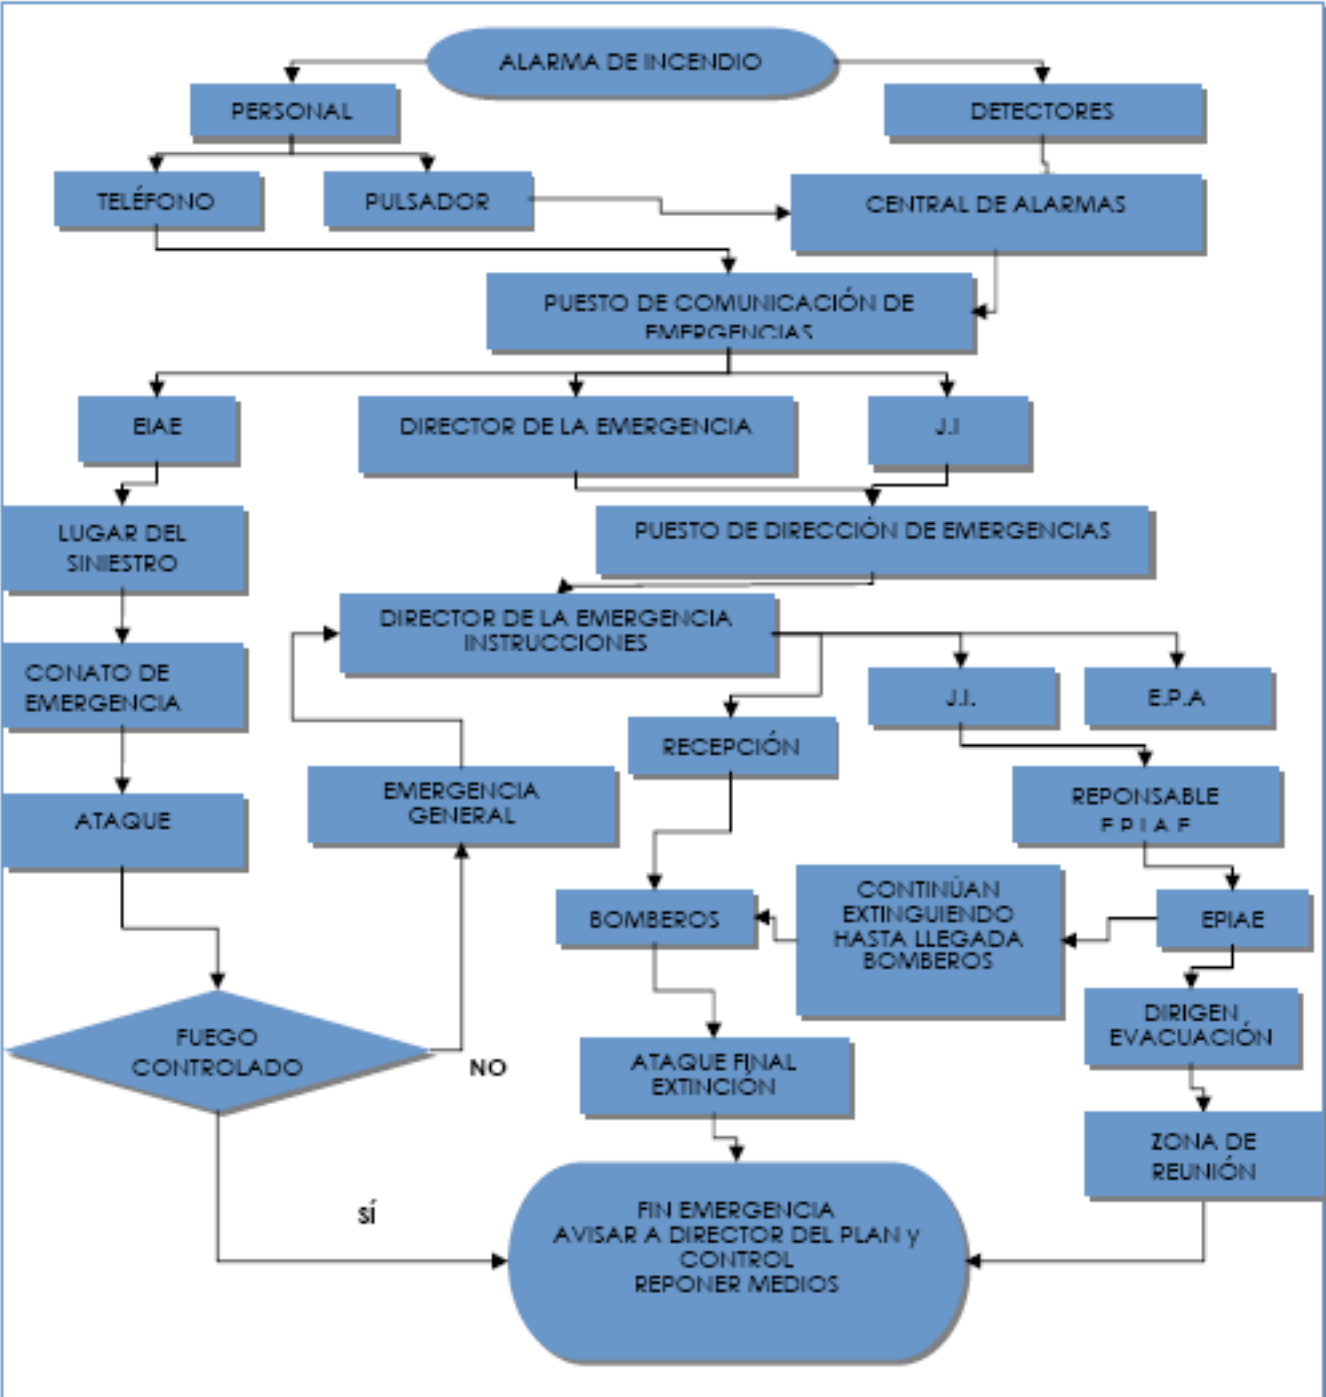 ALARMA DE INCENDIO
PERSONAL
DETECTORES
TELÉFONO
PULSADOR
CENTRAL DE ALARMAS
PUESTO DE COMUNICACIÓN DE
EMERGENCIAS
EIAE
DIRECTOR DE LA EMERGENCIA
J.I
LUGAR DEL
SINIESTRO
PUESTO DE DIRECCIÓN DE EMERGENCIAS
DIRECTOR DE LA EMERGENCIA
INSTRUCCIONES
CONATO DE
EMERGENCIA
J.I.
E.P.A
RECEPCIÓN
EMERGENCIA
GENERAL
REPONSABLE
E P I A E
ATAQUE
CONTINÚAN
EXTINGUIENDO
HASTA LLEGADA
BOMBEROS
BOMBEROS
EPIAE
DIRIGEN
EVACUACIÓN
FUEGO
CONTROLADO
NO
ATAQUE FINAL
EXTINCIÓN
ZONA DE
REUNIÓN
SÍ
FIN EMERGENCIA
AVISAR A DIRECTOR DEL PLAN y
CONTROL
REPONER MEDIOS